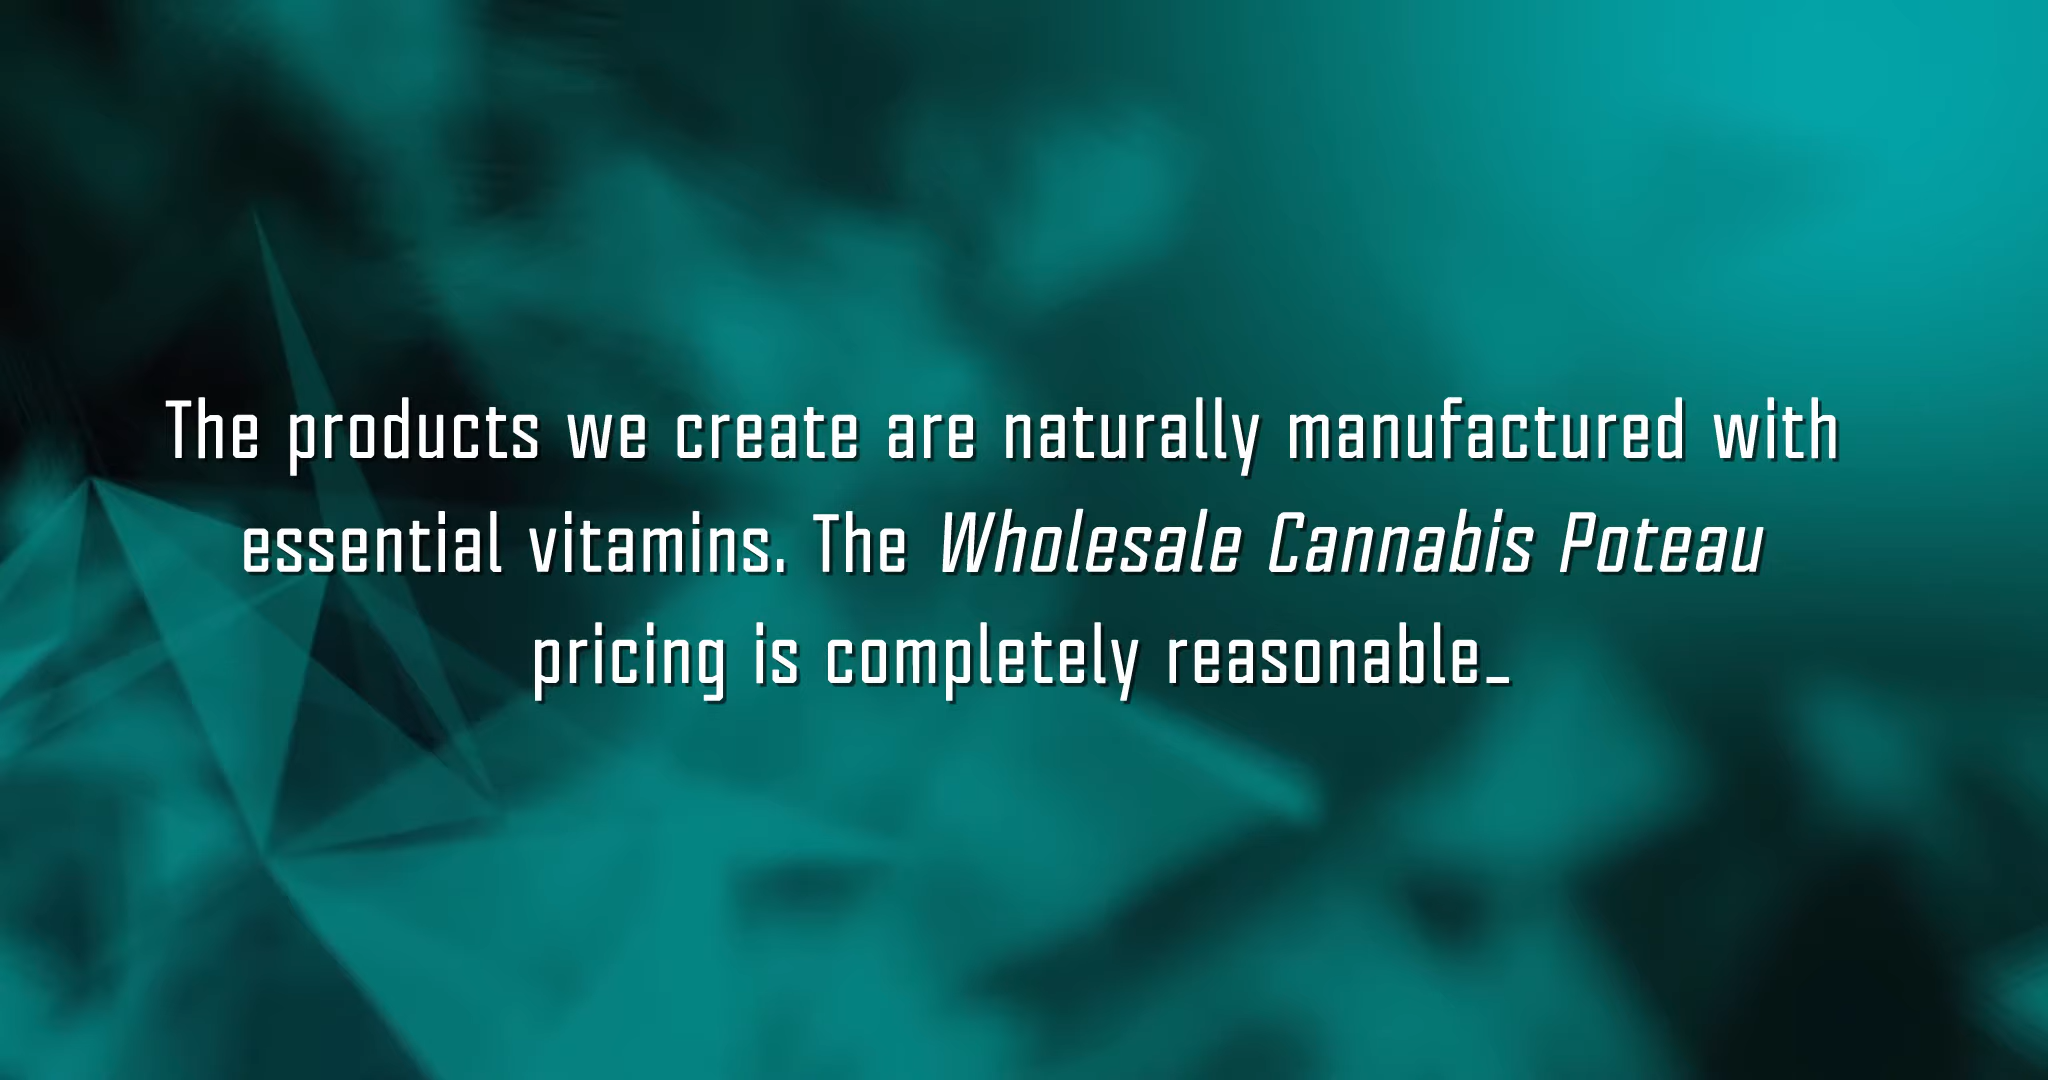 The products we create are naturally manufactured with
essential vitamins. The Wholesale Cannabis Poteau
pricing is completely reasonable_